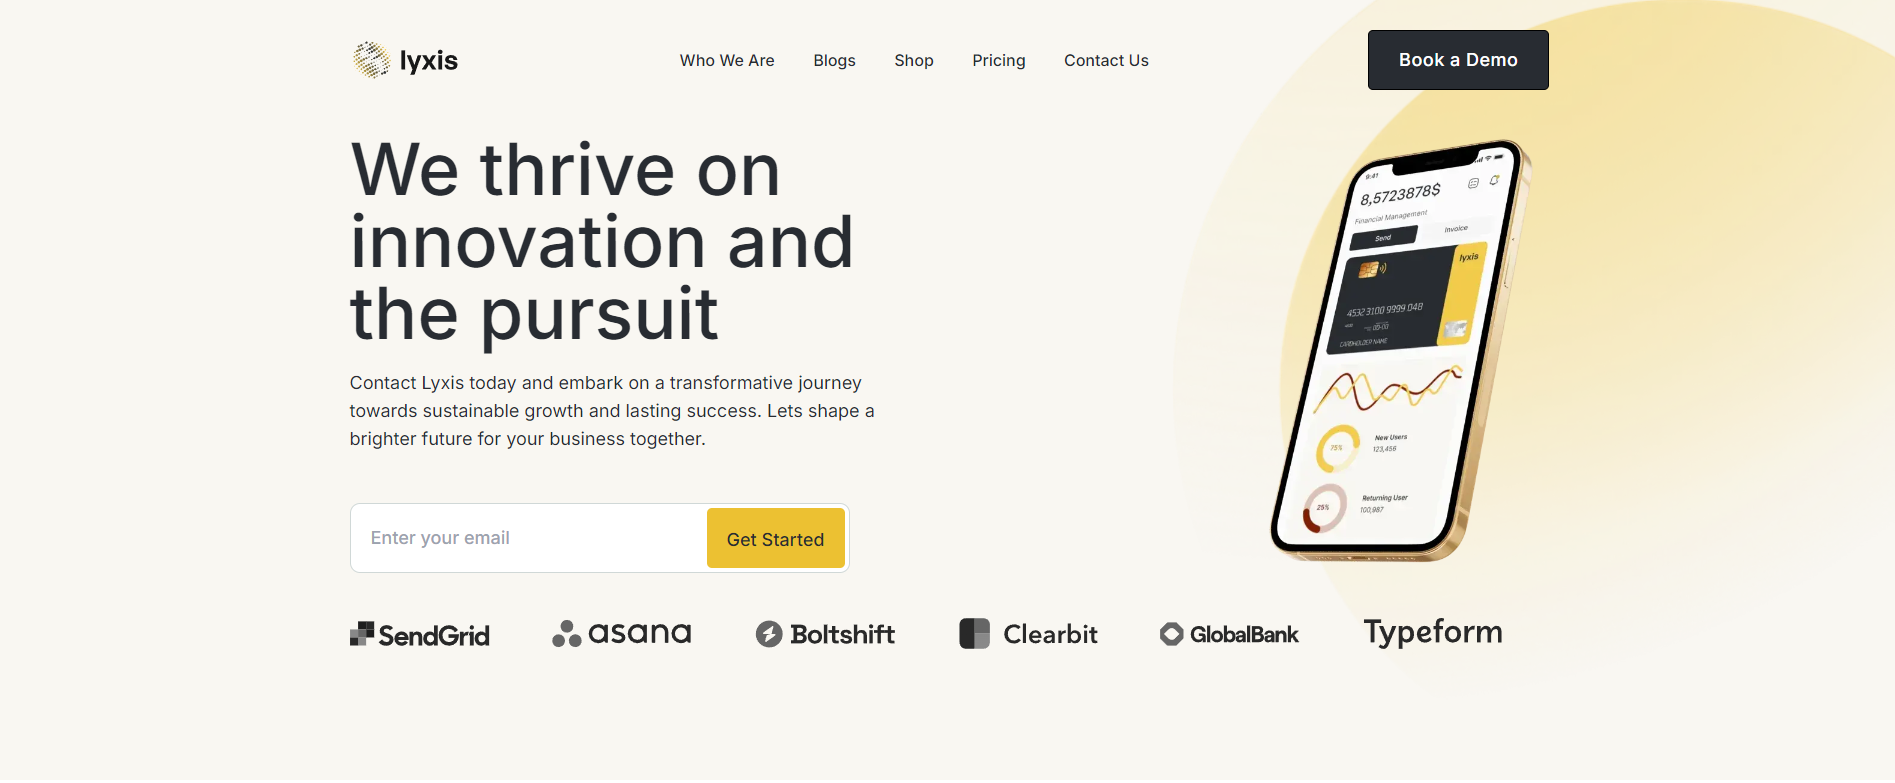 lyxis
Who We Are
Blogs
Shop
Pricing
Contact Us
Book a Demo
We thrive on
innovation and
the pursuit
Contact Lyxis today and embark on a transformative journey
towards sustainable growth and lasting success. Lets shape a
brighter future for your business together.
Enter your email
Get Started
9:41
8,5723878$
Financial Management
Send
Invoice
lyxis
4532 3100 9999 048
05-00
CARDHOLDER NAME
75%
New Users
123,456
25%
Returning User
100,987
SendGrid
asana
Boltshift
Clearbit
GlobalBank
Typeform